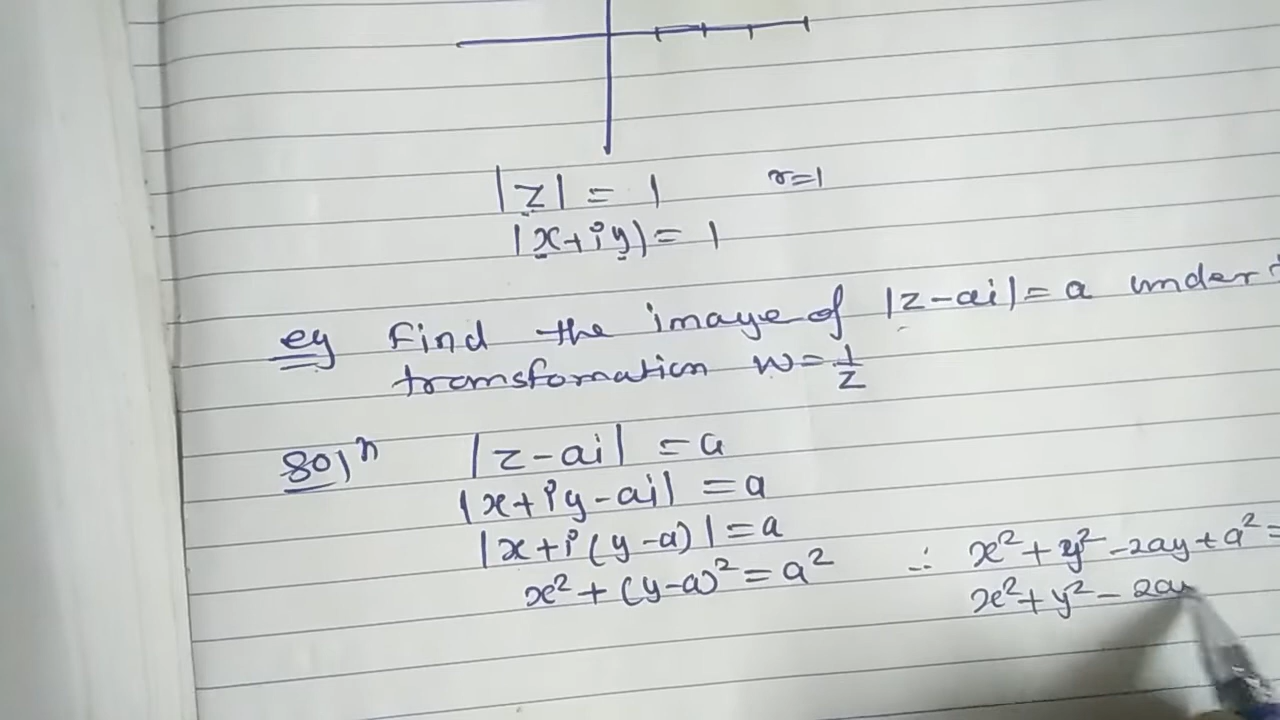 |z| = 1 r=1
|x+iy| = 1
eg Find the image of |z-ai| = a under
transfomation w = 1/z
Solⁿ |z-ai| = a
|x+iy-ai| = a
|x+i(y-a)| = a
x²+(y-a)² = a² ∴ x²+y²-2ay+a² =
x²+y²-2ay